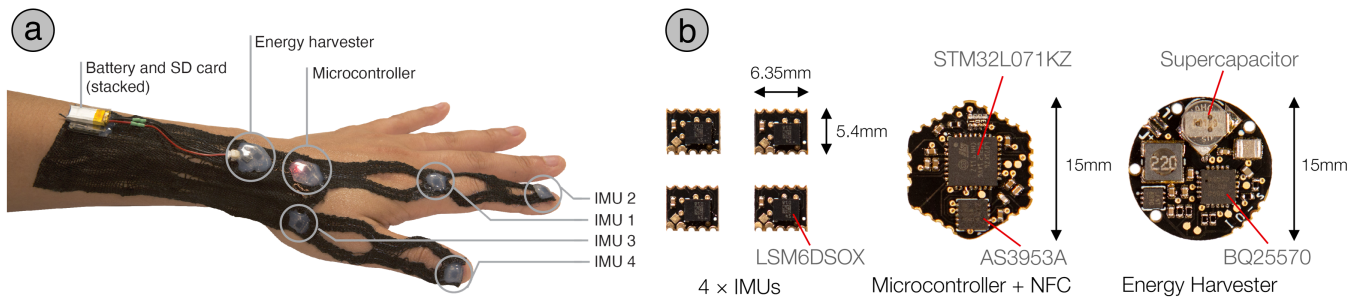 a
Energy harvester
Battery and SD card
(stacked)
Microcontroller
IMU 2
IMU 1
IMU 3
IMU 4
b
6.35mm
5.4mm
LSM6DSOX
4 × IMUs
STM32L071KZ
15mm
AS3953A
Microcontroller + NFC
Supercapacitor
220
15mm
BQ25570
Energy Harvester